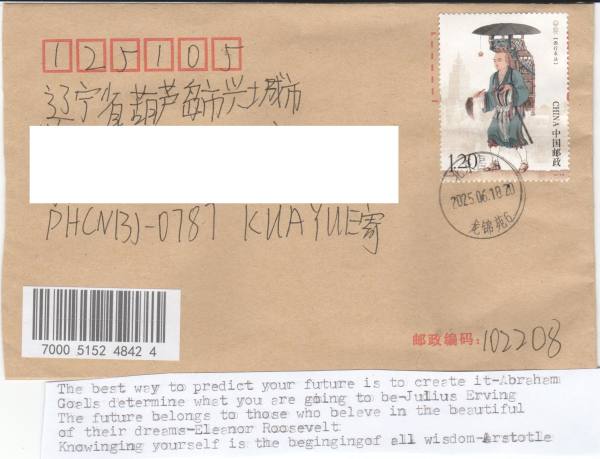 125105
辽宁省葫芦岛市兴城市
CHINA 中国邮政
1.20
2025.06.18.20
PHCNBJ-0787 KUAYUE寄
7000 5152 4842 4
邮政编码：102208
The best way to predict your future is to create it-Abraham
Goals determine what you are going to be-Julius Erving
The future belongs to those who beleve in the beautiful
of their dreams-Eleanor Roosevelt
Knowinging yourself is the begingingof all wisdom-Arstotle